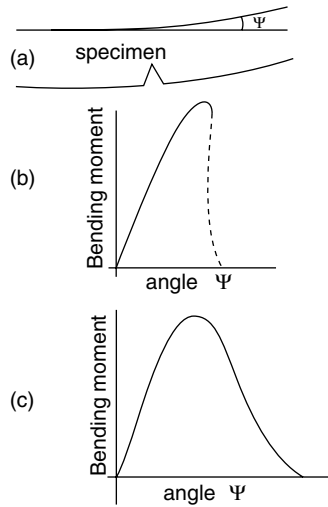 Ψ
(a)
specimen
(b)
Bending moment
angle Ψ
(c)
Bending moment
angle Ψ